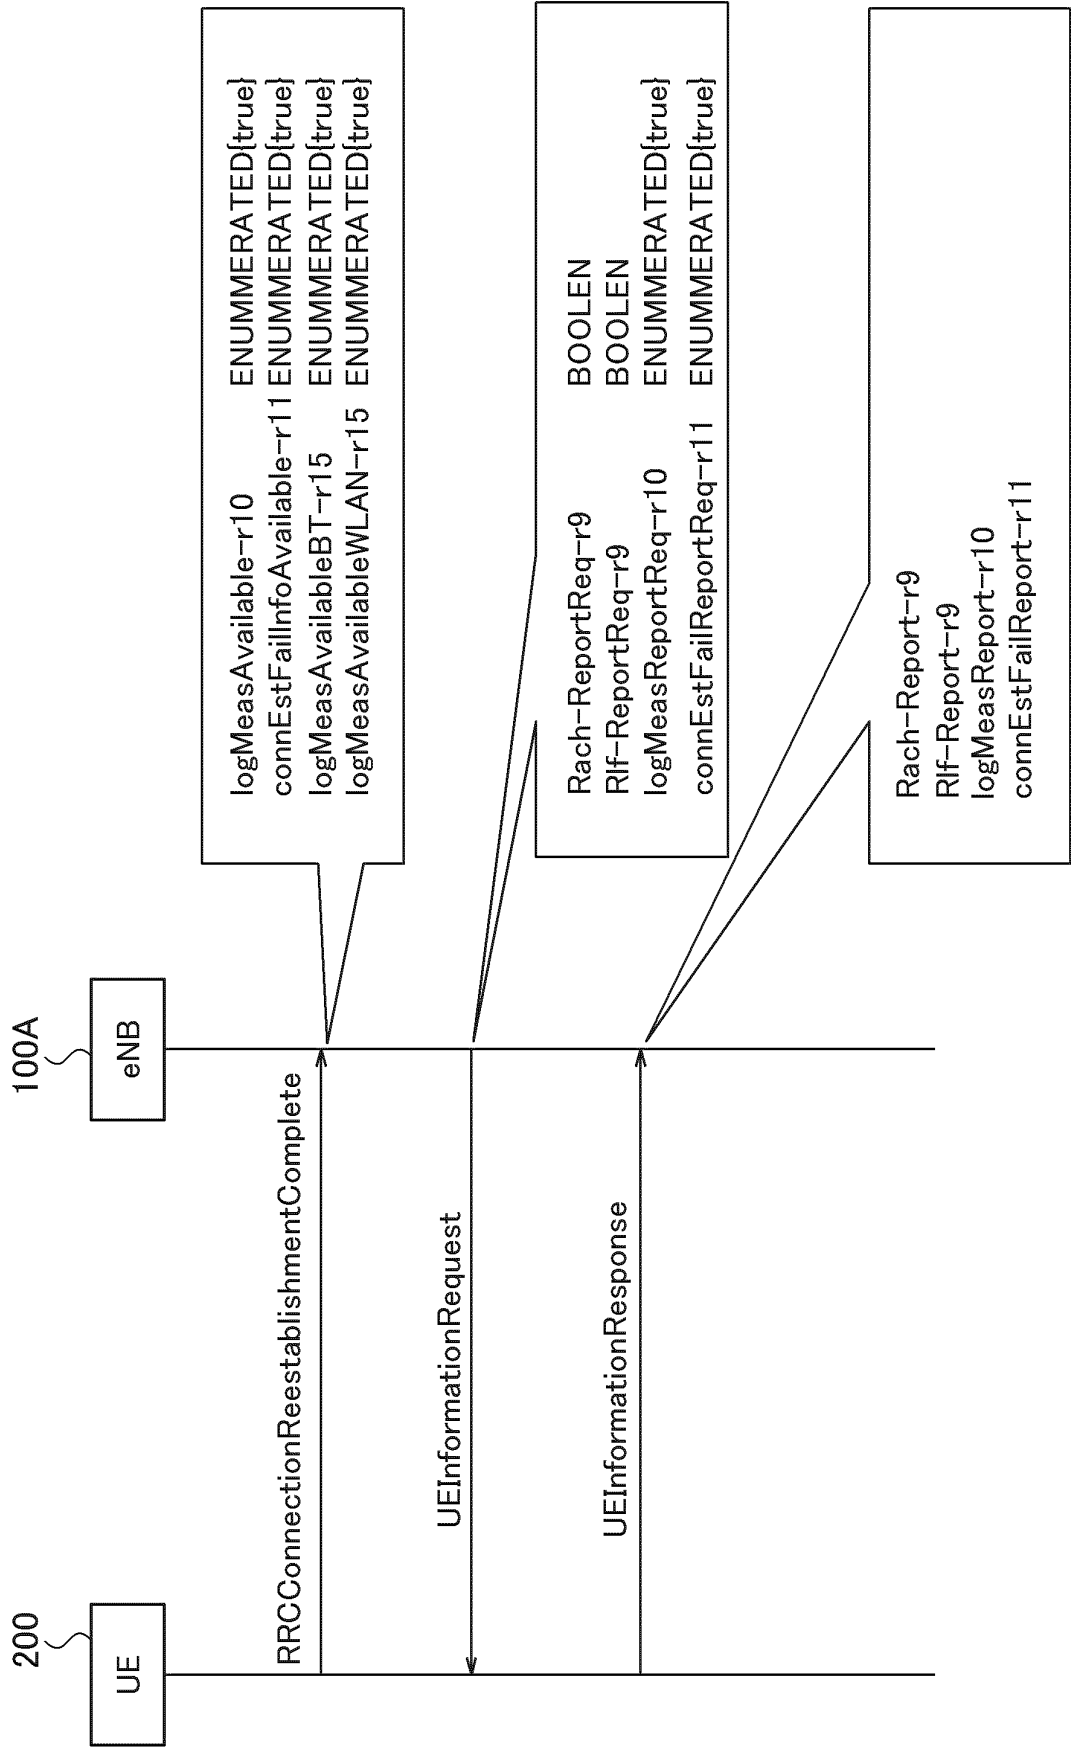 200
UE
100A
eNB
RRCConnectionReestablishmentComplete
logMeasAvailable-r10 ENUMMERATED{true}
connEstFailInfoAvailable-r11 ENUMMERATED{true}
logMeasAvailableBT-r15 ENUMMERATED{true}
logMeasAvailableWLAN-r15 ENUMMERATED{true}
UEInformationRequest
Rach-ReportReq-r9 BOOLEN
Rlf-ReportReq-r9 BOOLEN
logMeasReportReq-r10 ENUMMERATED{true}
connEstFailReportReq-r11 ENUMMERATED{true}
UEInformationResponse
Rach-Report-r9
Rlf-Report-r9
logMeasReport-r10
connEstFailReport-r11